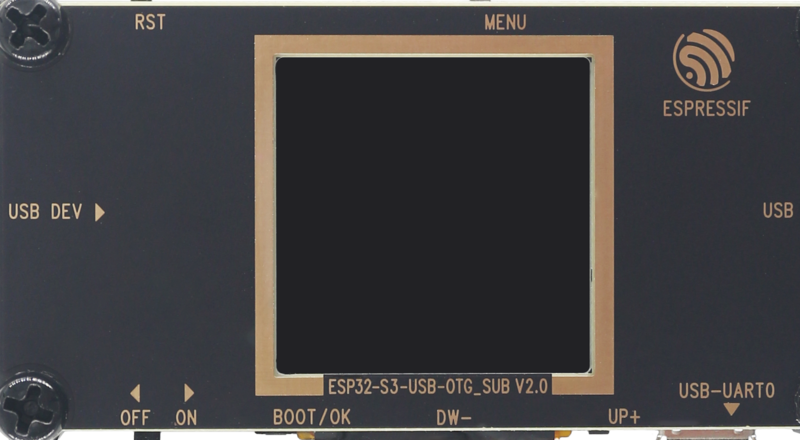 RST
MENU
ESPRESSIF
USB DEV
USB
ESP32-S3-USB-OTG_SUB V2.0
USB-UART0
OFF
ON
BOOT/OK
DW-
UP+